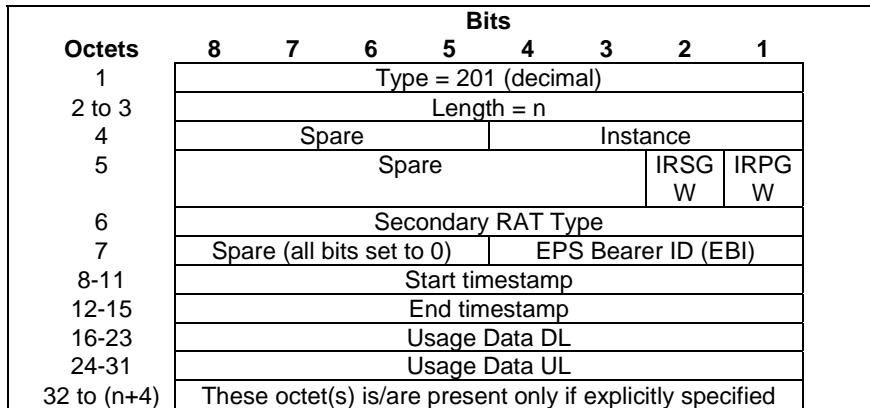 Bits
Octets 8 7 6 5 4 3 2 1
1 Type = 201 (decimal)
2 to 3 Length = n
4 Spare Instance
5 Spare IRSG IRPG
W W
6 Secondary RAT Type
7 Spare (all bits set to 0) EPS Bearer ID (EBI)
8-11 Start timestamp
12-15 End timestamp
16-23 Usage Data DL
24-31 Usage Data UL
32 to (n+4) These octet(s) is/are present only if explicitly specified